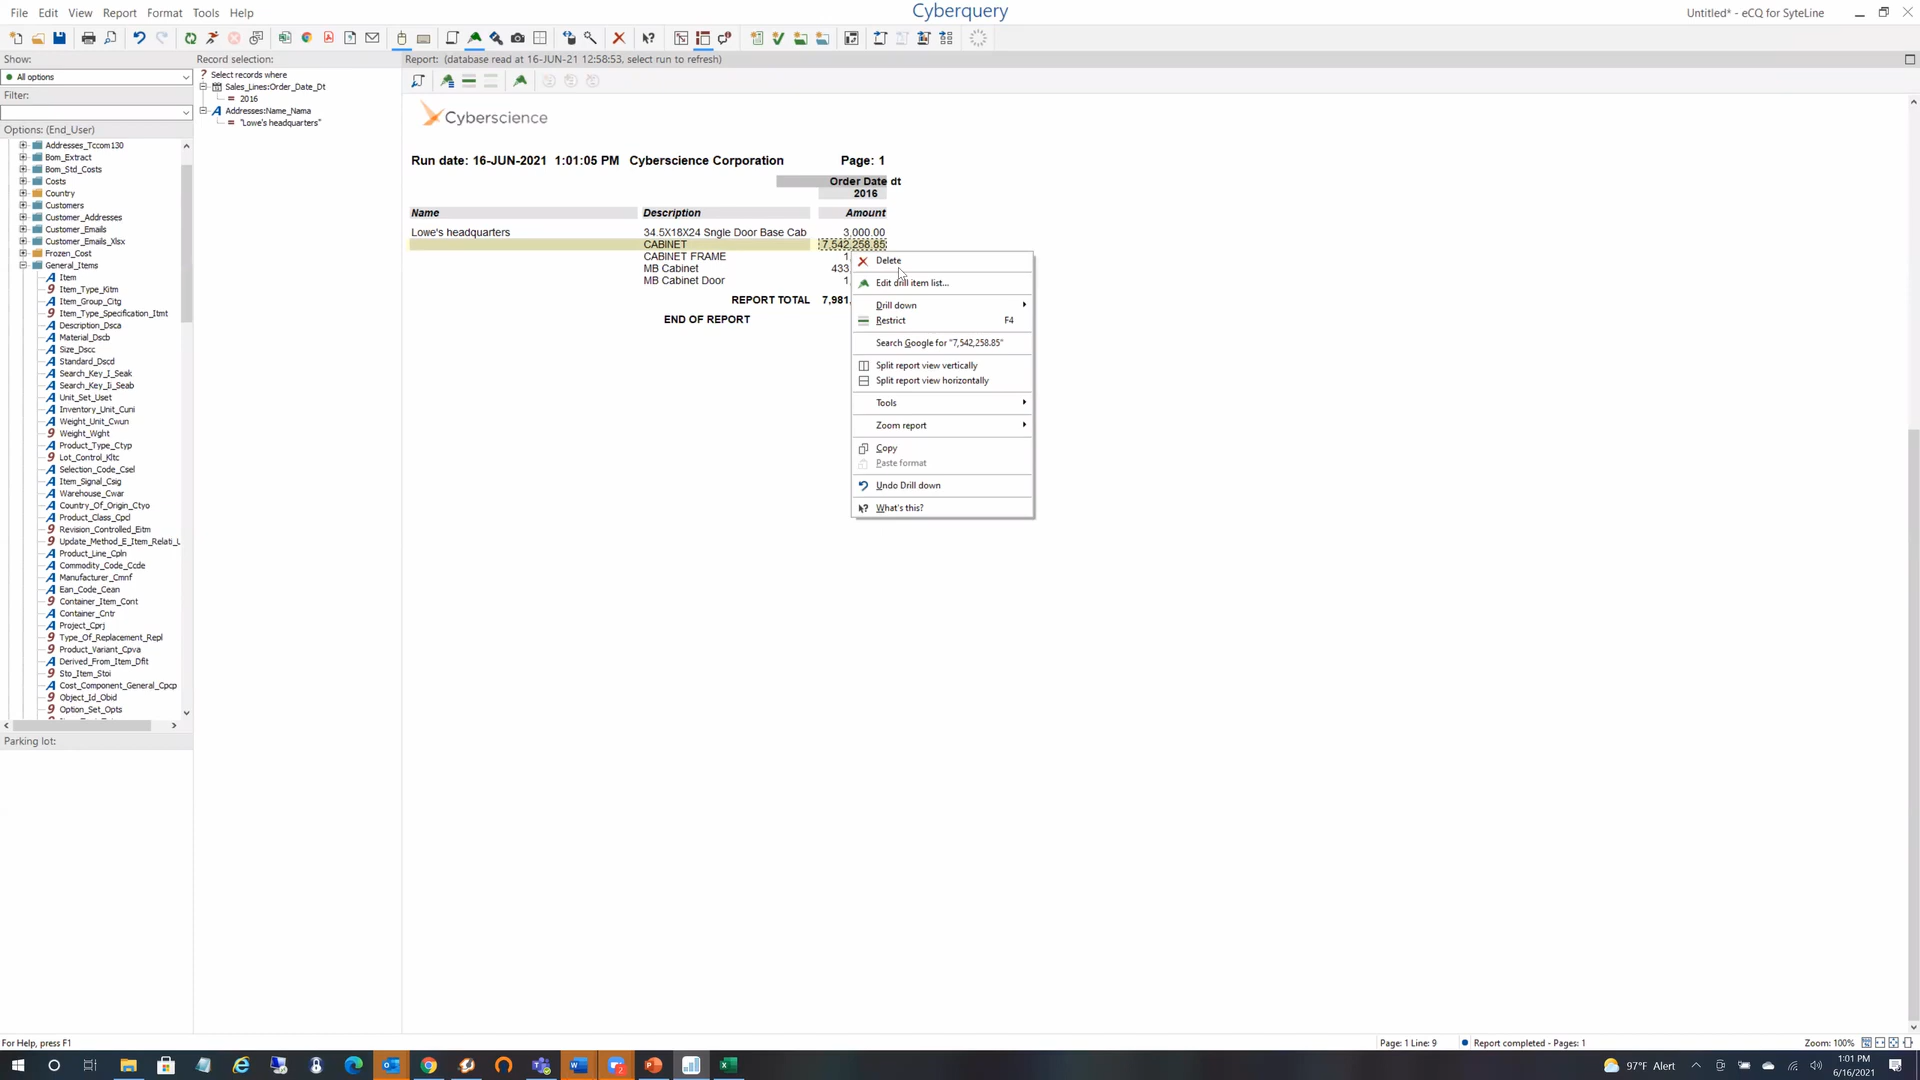 Cyberquery
Untitled* - eCQ for SyteLine
File Edit View Report Format Tools Help
Show:
All options
Filter:
Options: (End_User)
Addresses_Tccom130
Bom_Extract
Bom_Std_Costs
Costs
Country
Customers
Customer_Addresses
Customer_Emails
Customer_Emails_Xlsx
Frozen_Cost
General_Items
Item
Item_Type_Kitm
Item_Group_Citg
Item_Type_Specification_Itmt
Description_Dsca
Material_Dscb
Size_Dscc
Standard_Dscd
Search_Key_I_Seak
Search_Key_Ii_Seab
Unit_Set_Uset
Inventory_Unit_Cuni
Weight_Unit_Cwun
Weight_Wght
Product_Type_Ctyp
Lot_Control_Kltc
Selection_Code_Csel
Item_Signal_Csig
Warehouse_Cwar
Country_Of_Origin_Ctyo
Product_Class_Cpcl
Revision_Controlled_Eitm
Update_Method_E_Item_Relati_L
Product_Line_Cpln
Commodity_Code_Ccde
Manufacturer_Cmnf
Ean_Code_Cean
Container_Item_Cont
Container_Cntr
Project_Cprj
Type_Of_Replacement_Repl
Product_Variant_Cpva
Derived_From_Item_Dfit
Sto_Item_Stoi
Cost_Component_General_Cpcp
Object_Id_Obid
Option_Set_Opts
Parking lot:
Record selection:
Select records where
Sales_Lines:Order_Date_Dt
= 2016
Addresses:Name_Nama
= "Lowe's headquarters"
Report: (database read at 16-JUN-21 12:58:53, select run to refresh)
Cyberscience
Run date: 16-JUN-2021 1:01:05 PM Cyberscience Corporation Page: 1
Order Date dt
2016
Name Description Amount
Lowe's headquarters 34.5X18X24 Sngle Door Base Cab 3,000.00
CABINET 7,542,258.85
CABINET FRAME 1
MB Cabinet 433,
MB Cabinet Door 1,
REPORT TOTAL 7,981,
END OF REPORT
Delete
Edit drill item list...
Drill down
Restrict F4
Search Google for "7,542,258.85"
Split report view vertically
Split report view horizontally
Tools
Zoom report
Copy
Paste format
Undo Drill down
What's this?
For Help, press F1
Page: 1 Line: 9
Report completed - Pages: 1
Zoom: 100%
97°F Alert
1:01 PM
6/16/2021